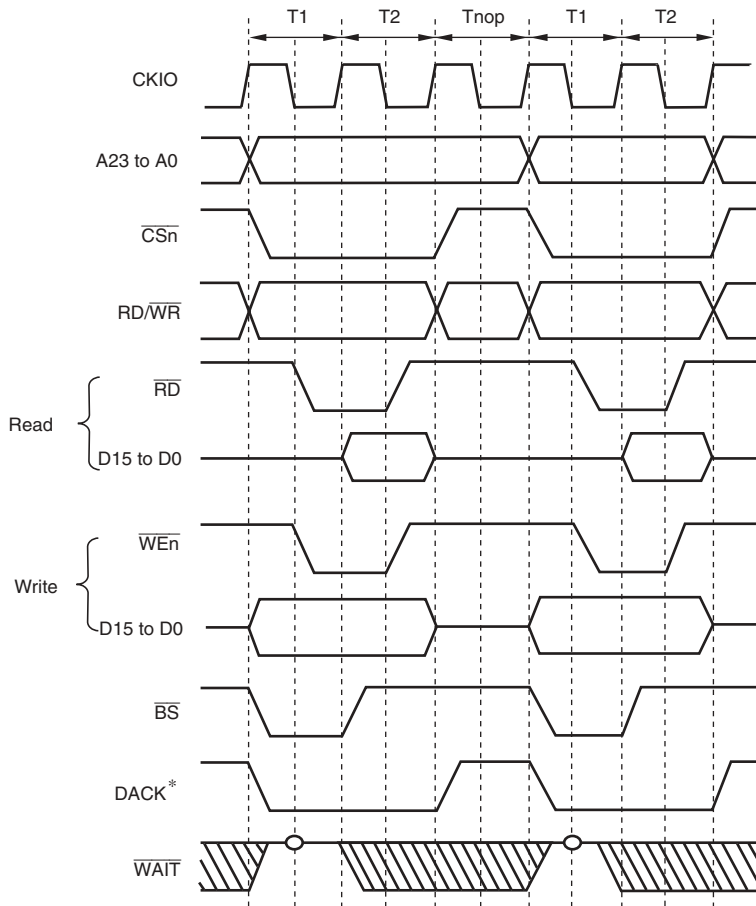 T1 T2 Tnop T1 T2
CKIO
A23 to A0
CSn
RD/WR
RD
Read
D15 to D0
WEn
Write
D15 to D0
BS
DACK*
WAIT